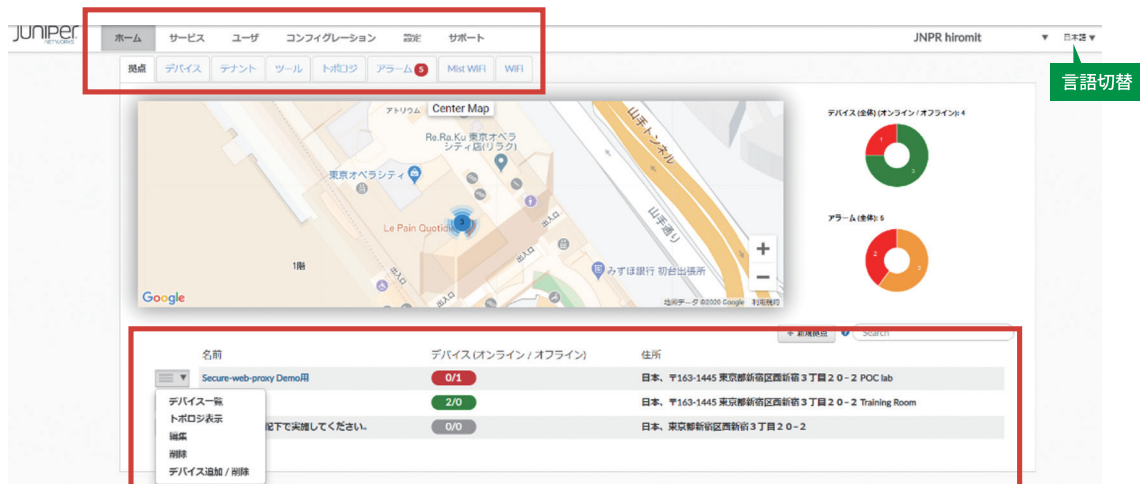 JUNIPER
NETWORKS
ホーム サービス ユーザ コンフィグレーション 設定 サポート
JNPR hiromit
日本語
言語切替
拠点 デバイス テナント ツール トポロジ アラーム 5 Mist WiFi WiFi
アトリウム
Center Map
Re.Ra.Ku 東京オペラ
シティ店(リラク)
東京オペラシティ
山手トンネル
Le Pain Quotidi
3
出入口
山手通り
出入口
1階
出入口
みずほ銀行 初台出張所
出入口
+
−
Google
地図データ ©2020 Google 利用規約
デバイス (全体) (オンライン / オフライン): 4
1
3
アラーム (全体): 5
2
3
+ 新規拠点
Search
名前 デバイス (オンライン / オフライン) 住所
Secure-web-proxy Demo用 0/1 日本、〒163-1445 東京都新宿区西新宿3丁目20-2 POC lab
2/0 日本、〒163-1445 東京都新宿区西新宿3丁目20-2 Training Room
配下で実施してください。 0/0 日本、東京都新宿区西新宿3丁目20-2
デバイス一覧
トポロジ表示
編集
削除
デバイス追加 / 削除